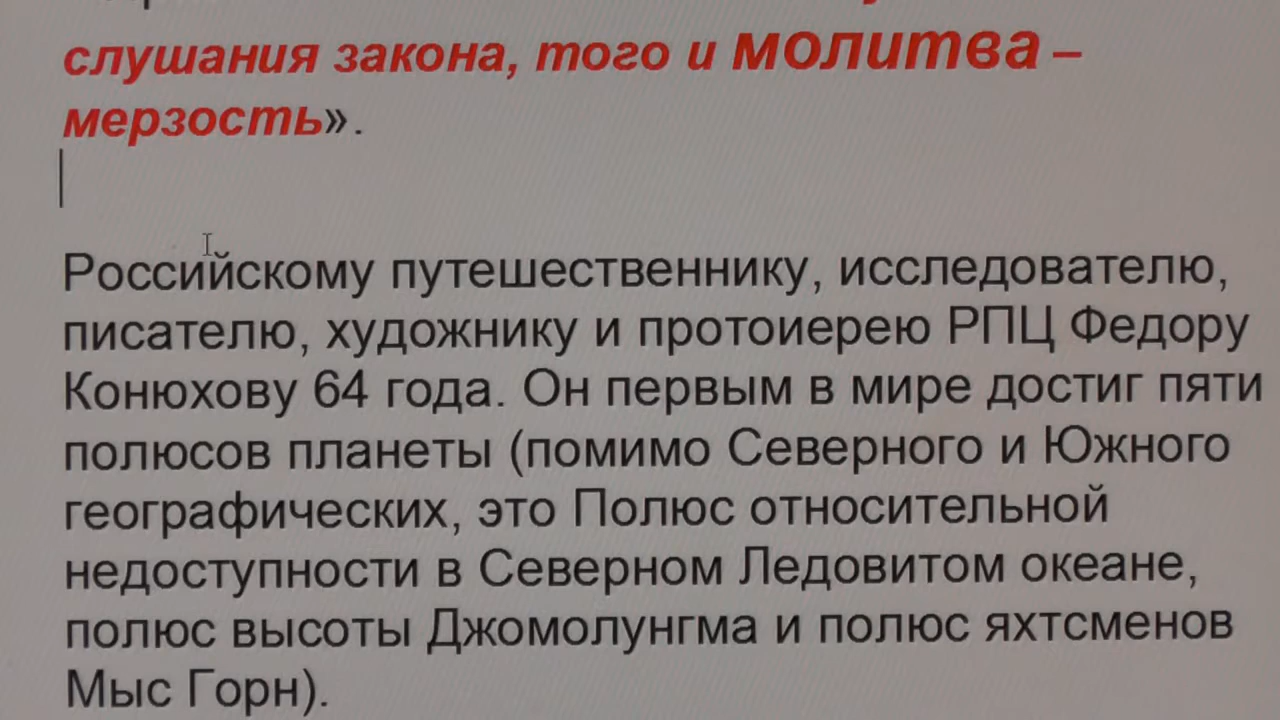 слушания закона, того и молитва –
мерзость».
Российскому путешественнику, исследователю,
писателю, художнику и протоиерею РПЦ Федору
Конюхову 64 года. Он первым в мире достиг пяти
полюсов планеты (помимо Северного и Южного
географических, это Полюс относительной
недоступности в Северном Ледовитом океане,
полюс высоты Джомолунгма и полюс яхтсменов
Мыс Горн).